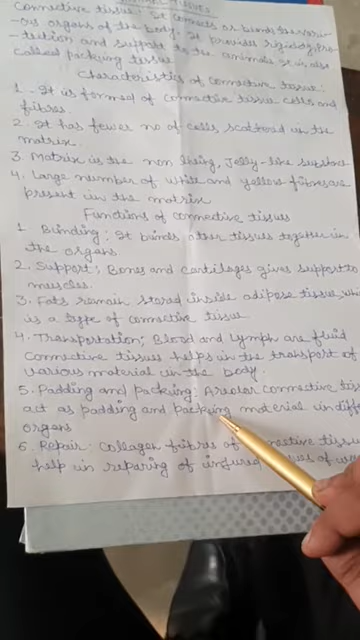 Connective tissue: It connects or binds the vari
-ous organs of the body. It provides rigidity, pro
-tection and support to the animals. It is also
called packing tissue
Characteristics of connective tissue:
1. It is formed of connective tissue cells and
fibres.
2. It has fewer no of cells scattered in the
matrix.
3. Matrix is the non living, Jelly-like substanc
4. Large number of white and yellow fibres are
present in the matrix
Functions of connective tissues
1. Binding: It binds other tissues together in
the organs.
2. Support: Bones and cartilages gives support to
muscles.
3. Fats remain stored inside adipose tissue, whi
is a type of connective tissue.
4. Transportation; Blood and Lymph are fluid
connective tissues helps in the transport of
various material in the body.
5. Padding and packing: Areolar connective tis
act as padding and packing material in diff
organs
6. Repair: Collagen fibres of connective tissue
help in reparing of injured